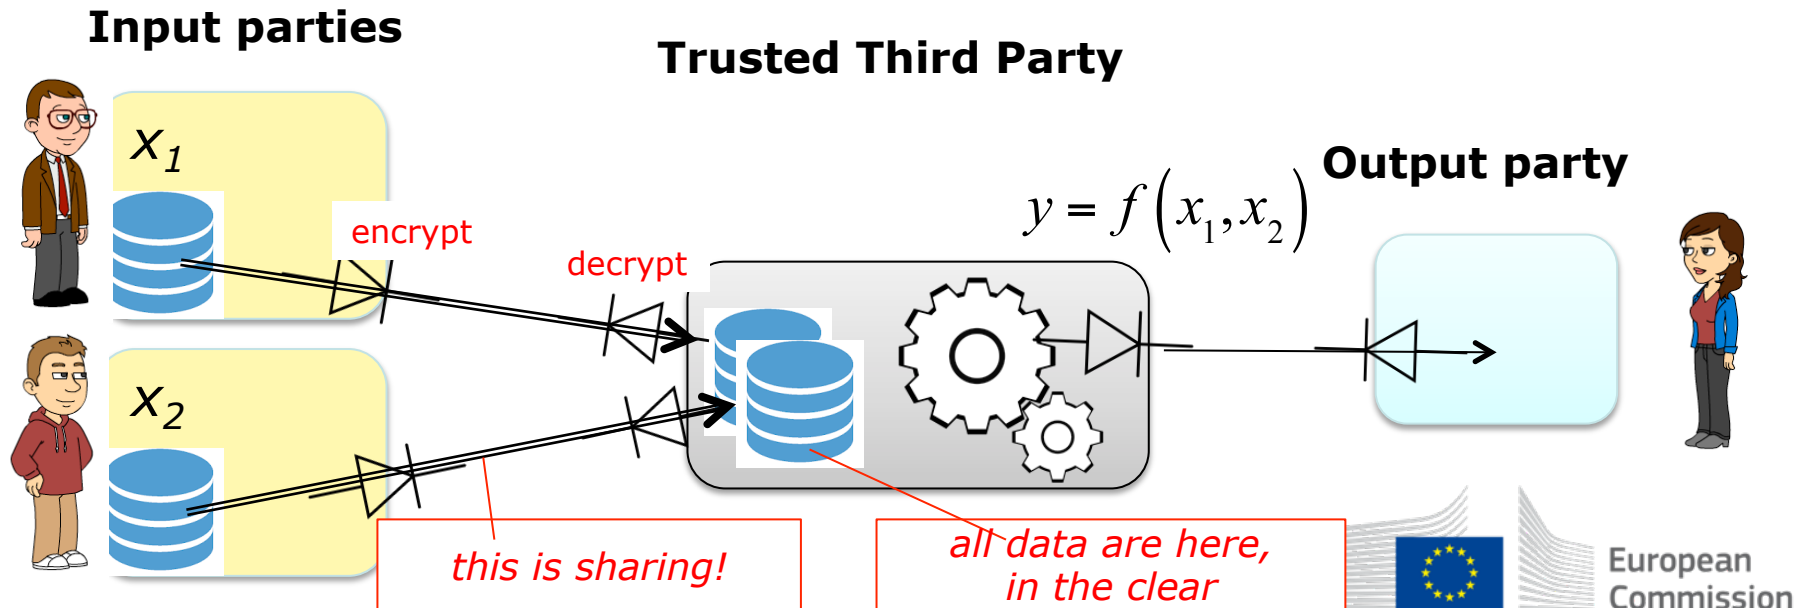 Input parties
Trusted Third Party
Output party
x1
y = f(x1,x2)
encrypt
decrypt
x2
this is sharing!
all data are here,
in the clear
European
Commission